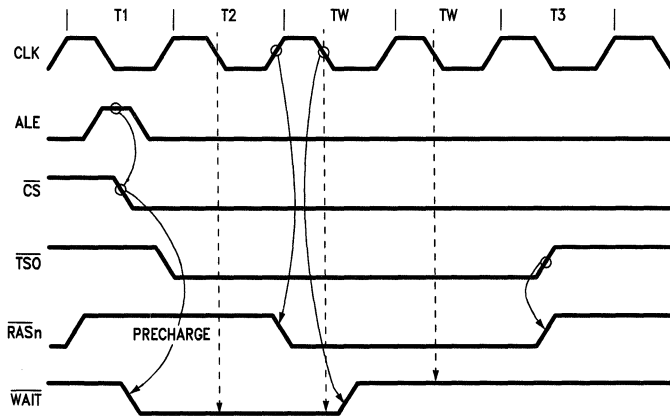 T1 T2 TW TW T3
CLK
ALE
CS
TSO
RASn
PRECHARGE
WAIT